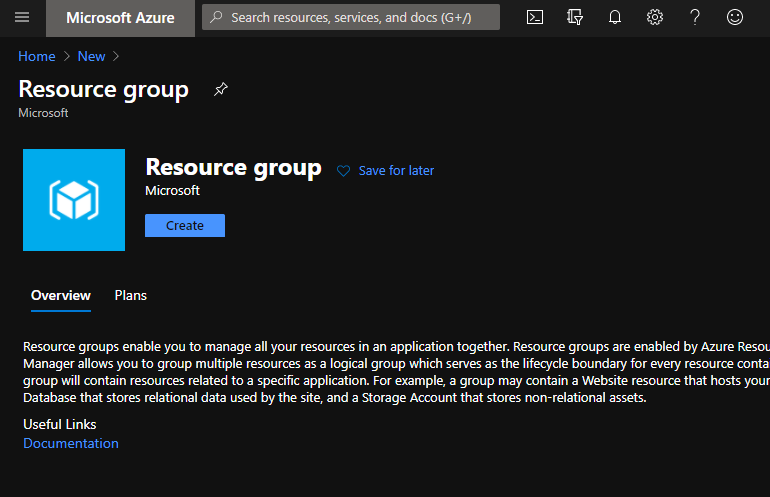 Microsoft Azure
Search resources, services, and docs (G+/)
Home > New >
Resource group
Microsoft
Resource group
Save for later
Microsoft
Create
Overview
Plans
Resource groups enable you to manage all your resources in an application together. Resource groups are enabled by Azure Resou
Manager allows you to group multiple resources as a logical group which serves as the lifecycle boundary for every resource conta
group will contain resources related to a specific application. For example, a group may contain a Website resource that hosts your
Database that stores relational data used by the site, and a Storage Account that stores non-relational assets.
Useful Links
Documentation